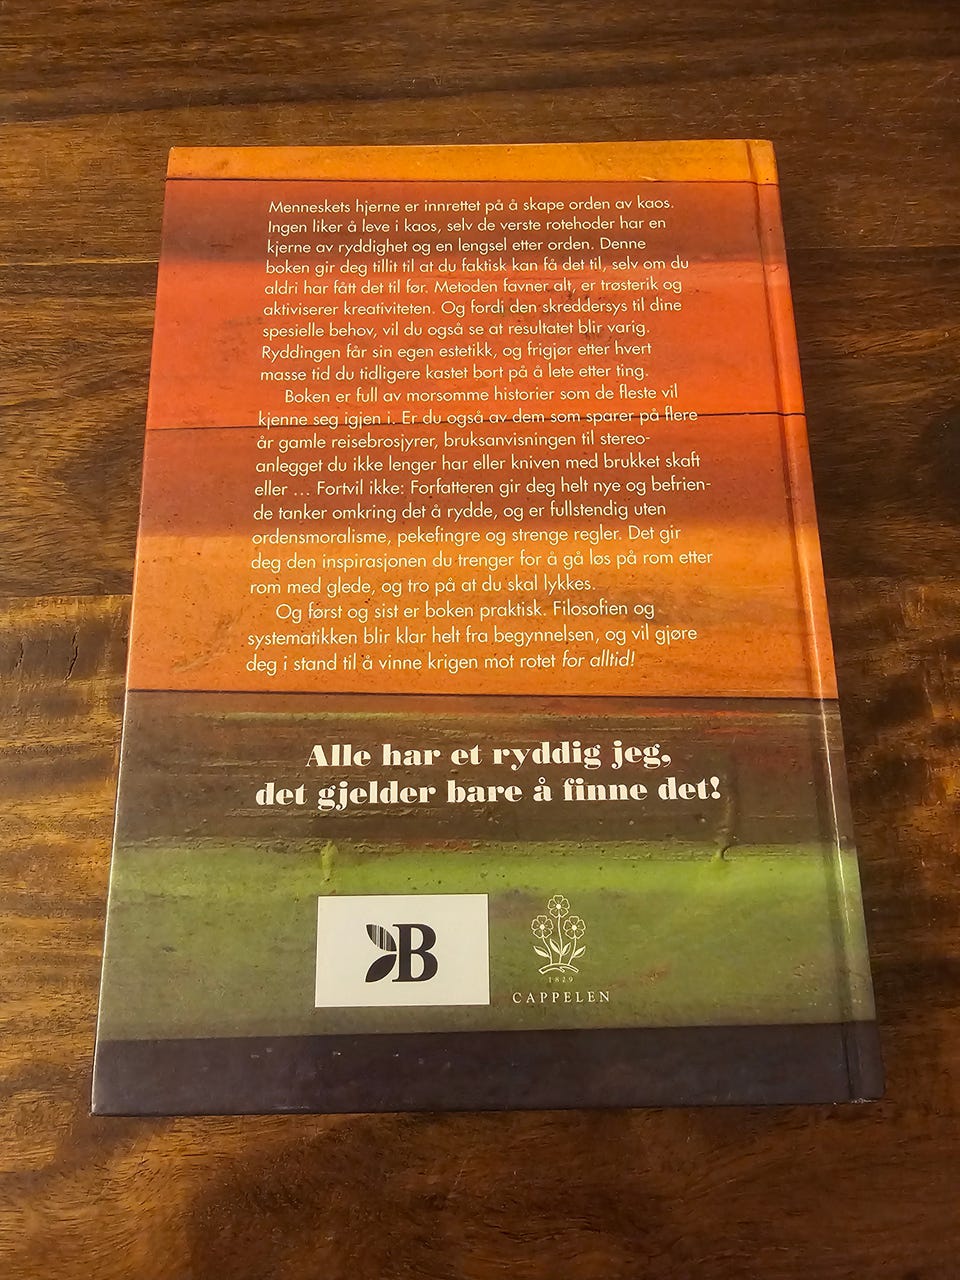 Menneskets hjerne er innrettet på å skape orden av kaos.
Ingen liker å leve i kaos, selv de verste rotehoder har en
kjerne av ryddighet og en lengsel etter orden. Denne
boken gir deg tillit til at du faktisk kan få det til, selv om du
aldri har fått det til før. Metoden favner alt, er trøsterik og
aktiviserer kreativiteten. Og fordi den skreddersys til dine
spesielle behov, vil du også se at resultatet blir varig.
Ryddingen får sin egen estetikk, og frigjør etter hvert
masse tid du tidligere kastet bort på å lete etter ting.
Boken er full av morsomme historier som de fleste vil
kjenne seg igjen i. Er du også av dem som sparer på flere
år gamle reisebrosjyrer, bruksanvisningen til stereo-
anlegget du ikke lenger har eller kniven med brukket skaft
eller ... Fortvil ikke: Forfatteren gir deg helt nye og befrien-
de tanker omkring det å rydde, og er fullstendig uten
ordensmoralisme, pekefingre og strenge regler. Det gir
deg den inspirasjonen du trenger for å gå løs på rom etter
rom med glede, og tro på at du skal lykkes.
Og først og sist er boken praktisk. Filosofien og
systematikken blir klar helt fra begynnelsen, og vil gjøre
deg i stand til å vinne krigen mot rotet for alltid!
Alle har et ryddig jeg,
det gjelder bare å finne det!
B
1829
CAPPELEN